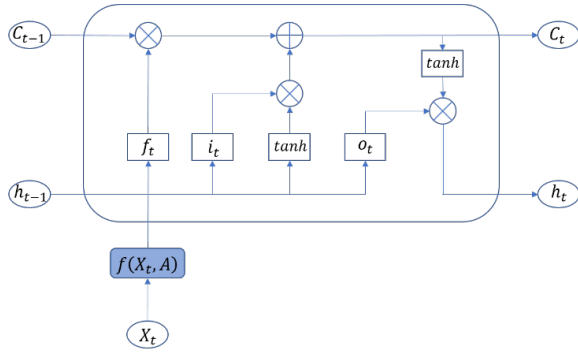 C_{t-1}
C_t
tanh
f_t
i_t
tanh
o_t
h_{t-1}
h_t
f(X_t, A)
X_t